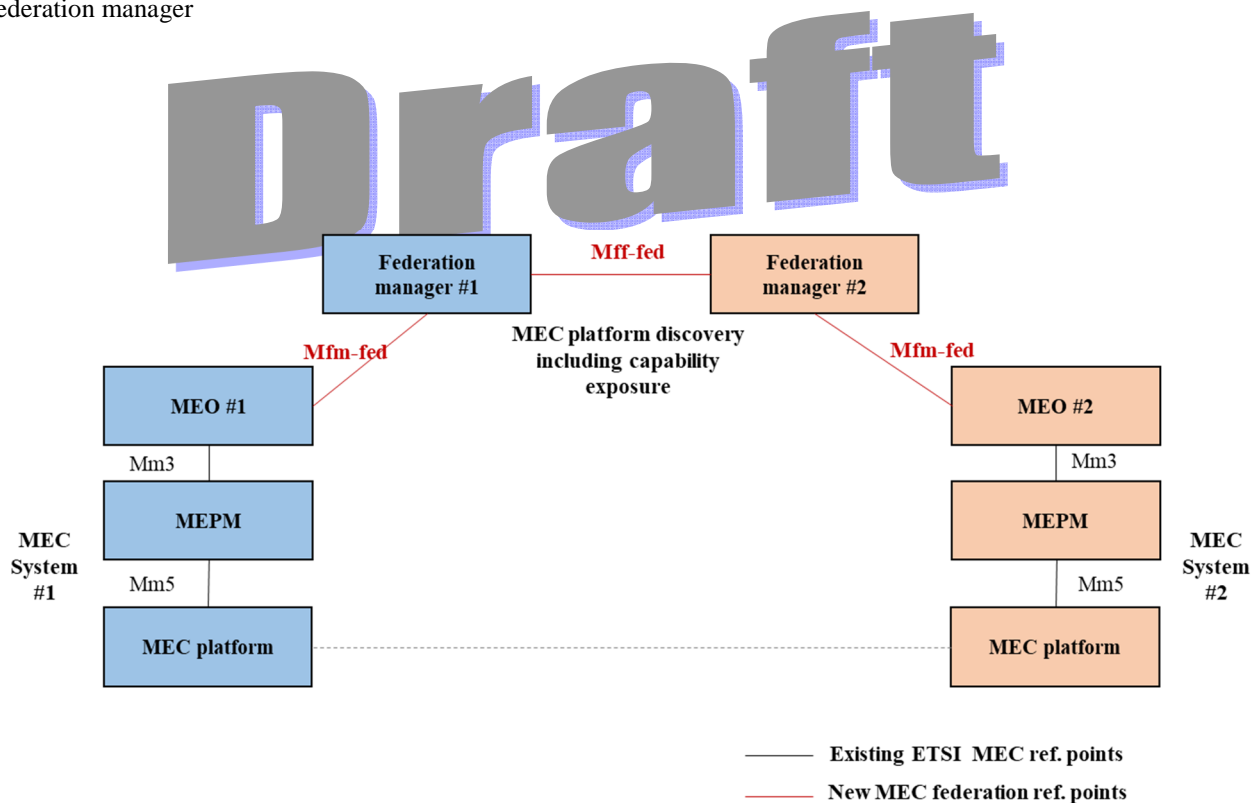 ederation manager
Draft
Federation
manager #1
Mff-fed
Federation
manager #2
MEC platform discovery
including capability
exposure
Mfm-fed
Mfm-fed
MEO #1
MEO #2
Mm3
Mm3
MEPM
MEPM
MEC
System
#1
MEC
System
#2
Mm5
Mm5
MEC platform
MEC platform
Existing ETSI MEC ref. points
New MEC federation ref. points